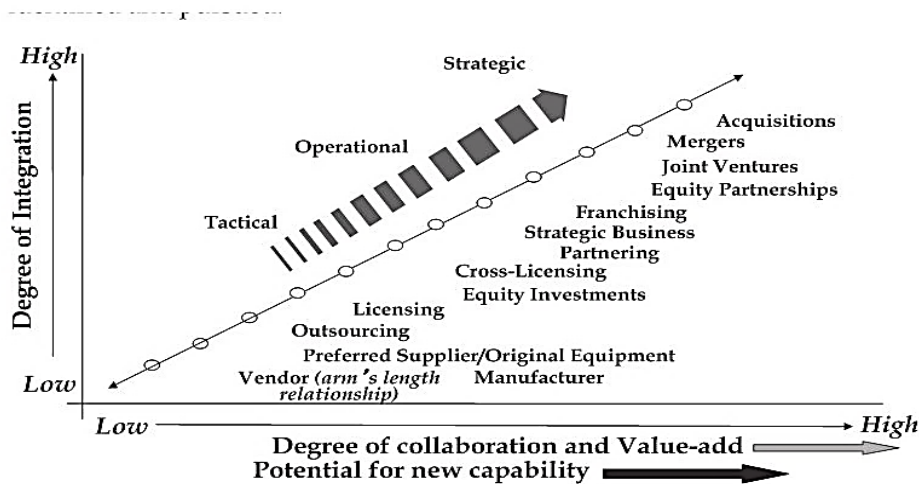 High
Strategic
Acquisitions
Mergers
Operational
Joint Ventures
Equity Partnerships
Degree of Integration
Tactical
Franchising
Strategic Business
Partnering
Cross-Licensing
Equity Investments
Licensing
Outsourcing
Preferred Supplier/Original Equipment
Low
Vendor (arm's length Manufacturer
relationship)
Low High
Degree of collaboration and Value-add
Potential for new capability